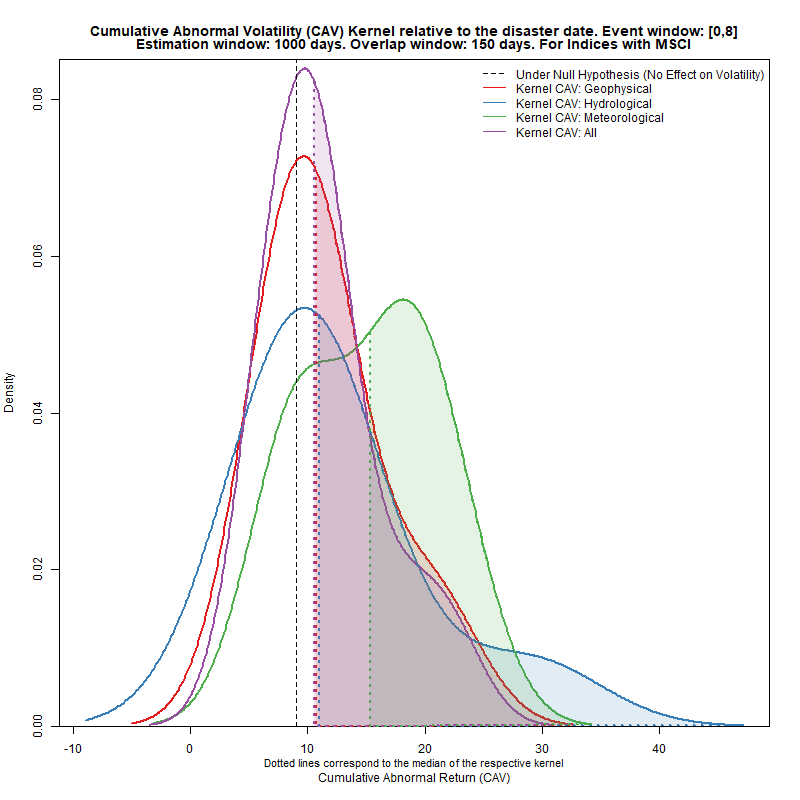 Cumulative Abnormal Volatility (CAV) Kernel relative to the disaster date. Event window: [0,8]
Estimation window: 1000 days. Overlap window: 150 days. For Indices with MSCI
Under Null Hypothesis (No Effect on Volatility)
Kernel CAV: Geophysical
Kernel CAV: Hydrological
Kernel CAV: Meteorological
Kernel CAV: All
0.08
0.06
0.04
0.02
0.00
Density
-10 0 10 20 30 40
Dotted lines correspond to the median of the respective kernel
Cumulative Abnormal Return (CAV)